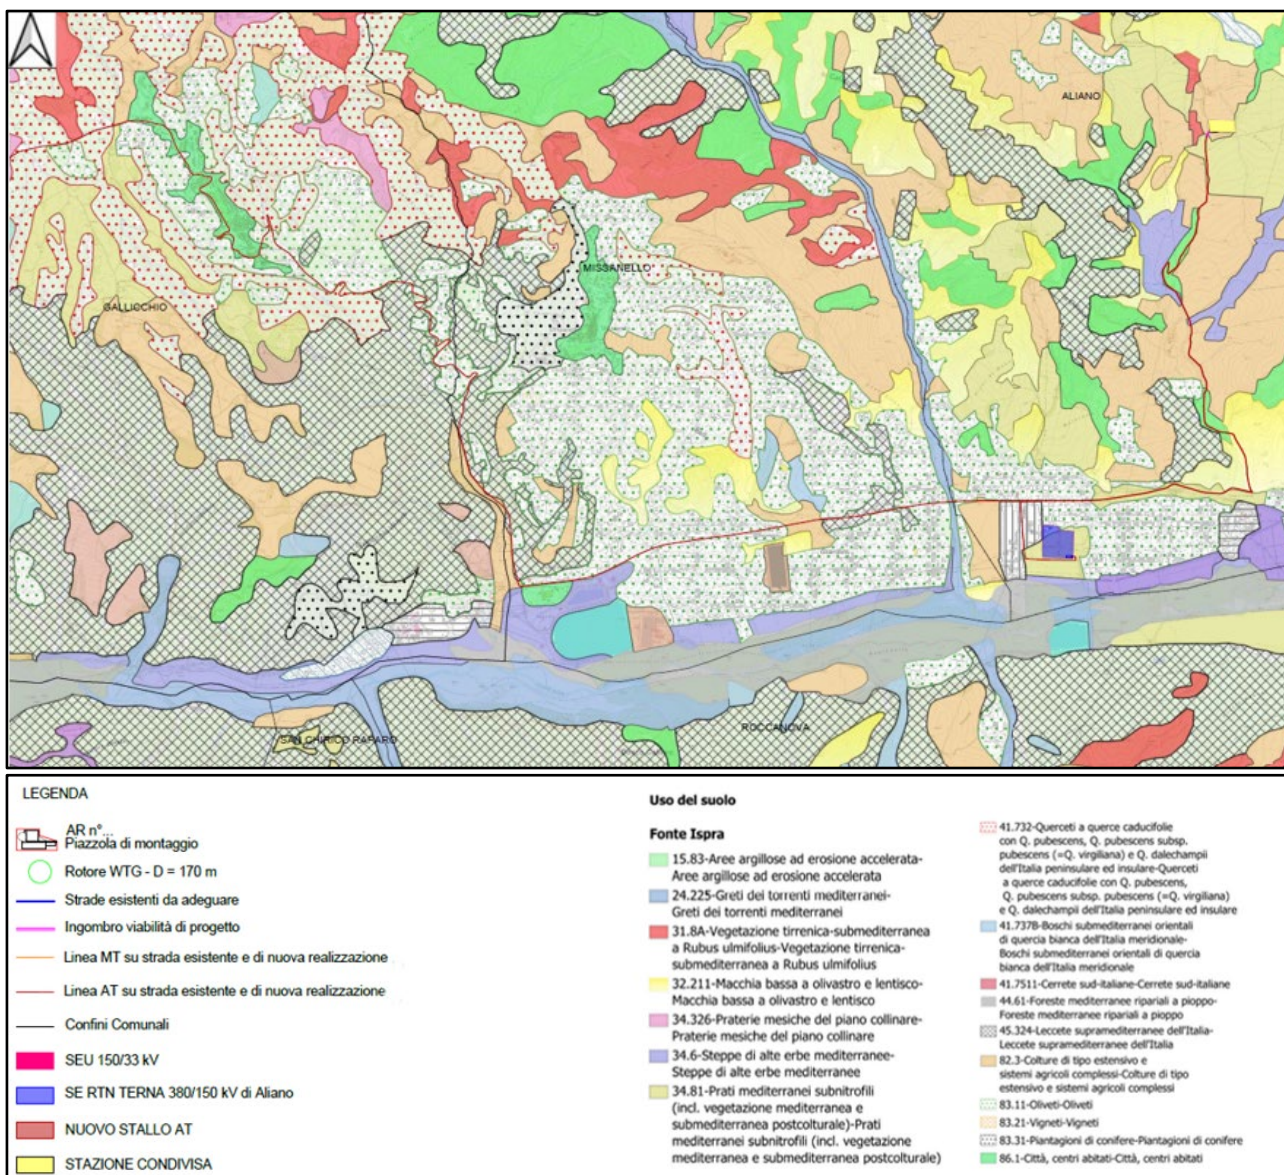 ALIANO
MISSANELLO
GALLICCHIO
ROCCANOVA
SAN CHIRICO RAPARO
LEGENDA
AR n°...
Piazzola di montaggio
Rotore WTG - D = 170 m
Strade esistenti da adeguare
Ingombro viabilità di progetto
Linea MT su strada esistente e di nuova realizzazione
Linea AT su strada esistente e di nuova realizzazione
Confini Comunali
SEU 150/33 kV
SE RTN TERNA 380/150 kV di Aliano
NUOVO STALLO AT
STAZIONE CONDIVISA
Uso del suolo
Fonte Ispra
15.83-Aree argillose ad erosione accelerata-
Aree argillose ad erosione accelerata
24.225-Greti dei torrenti mediterranei-
Greti dei torrenti mediterranei
31.8A-Vegetazione tirrenica-submediterranea
a Rubus ulmifolius-Vegetazione tirrenica-
submediterranea a Rubus ulmifolius
32.211-Macchia bassa a olivastro e lentisco-
Macchia bassa a olivastro e lentisco
34.326-Praterie mesiche del piano collinare-
Praterie mesiche del piano collinare
34.6-Steppe di alte erbe mediterranee-
Steppe di alte erbe mediterranee
34.81-Prati mediterranei subnitrofili
(incl. vegetazione mediterranea e
submediterranea postcolturale)-Prati
mediterranei subnitrofili (incl. vegetazione
mediterranea e submediterranea postcolturale)
41.732-Querceti a querce caducifolie
con Q. pubescens, Q. pubescens subsp.
pubescens (=Q. virgiliana) e Q. dalechampii
dell'Italia peninsulare ed insulare-Querceti
a querce caducifolie con Q. pubescens,
Q. pubescens subsp. pubescens (=Q. virgiliana)
e Q. dalechampii dell'Italia peninsulare ed insulare
41.737B-Boschi submediterranei orientali
di quercia bianca dell'Italia meridionale-
Boschi submediterranei orientali di quercia
bianca dell'Italia meridionale
41.7511-Cerrete sud-italiane-Cerrete sud-italiane
44.61-Foreste mediterranee ripariali a pioppo-
Foreste mediterranee ripariali a pioppo
45.324-Leccete supramediterranee dell'Italia-
Leccete supramediterranee dell'Italia
82.3-Colture di tipo estensivo e
sistemi agricoli complessi-Colture di tipo
estensivo e sistemi agricoli complessi
83.11-Oliveti-Oliveti
83.21-Vigneti-Vigneti
83.31-Piantagioni di conifere-Piantagioni di conifere
86.1-Città, centri abitati-Città, centri abitati